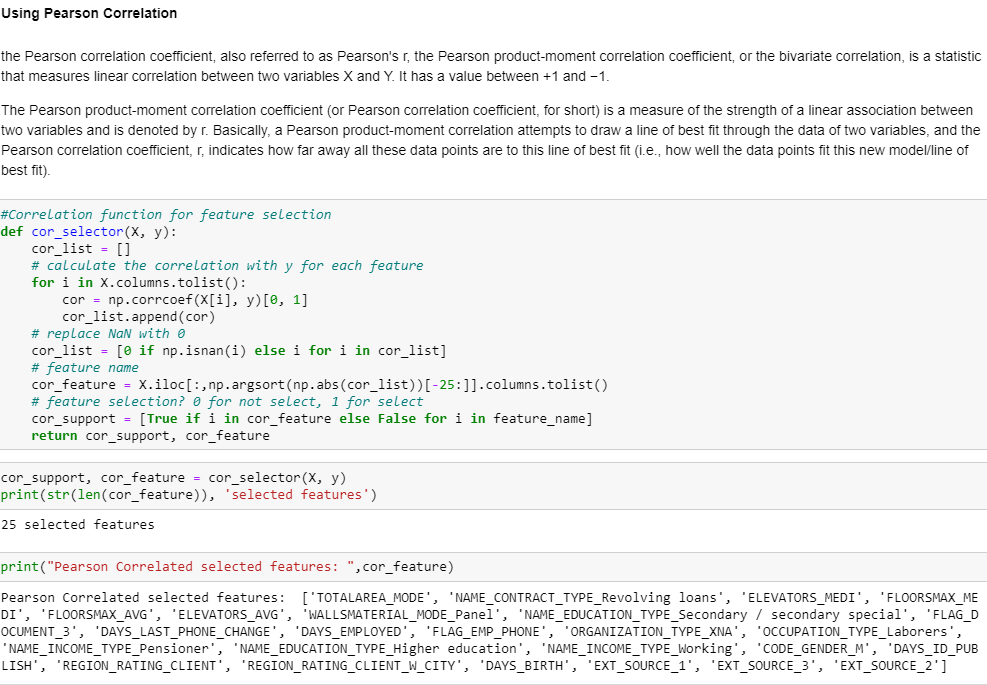 Using Pearson Correlation
the Pearson correlation coefficient, also referred to as Pearson's r, the Pearson product-moment correlation coefficient, or the bivariate correlation, is a statistic
that measures linear correlation between two variables X and Y. It has a value between +1 and −1.
The Pearson product-moment correlation coefficient (or Pearson correlation coefficient, for short) is a measure of the strength of a linear association between
two variables and is denoted by r. Basically, a Pearson product-moment correlation attempts to draw a line of best fit through the data of two variables, and the
Pearson correlation coefficient, r, indicates how far away all these data points are to this line of best fit (i.e., how well the data points fit this new model/line of
best fit).
#Correlation function for feature selection
def cor_selector(X, y):
    cor_list = []
    # calculate the correlation with y for each feature
    for i in X.columns.tolist():
        cor = np.corrcoef(X[i], y)[0, 1]
        cor_list.append(cor)
    # replace NaN with 0
    cor_list = [0 if np.isnan(i) else i for i in cor_list]
    # feature name
    cor_feature = X.iloc[:,np.argsort(np.abs(cor_list))[-25:]].columns.tolist()
    # feature selection? 0 for not select, 1 for select
    cor_support = [True if i in cor_feature else False for i in feature_name]
    return cor_support, cor_feature
cor_support, cor_feature = cor_selector(X, y)
print(str(len(cor_feature)), 'selected features')
25 selected features
print("Pearson Correlated selected features: ",cor_feature)
Pearson Correlated selected features:  ['TOTALAREA_MODE', 'NAME_CONTRACT_TYPE_Revolving loans', 'ELEVATORS_MEDI', 'FLOORSMAX_ME
DI', 'FLOORSMAX_AVG', 'ELEVATORS_AVG', 'WALLSMATERIAL_MODE_Panel', 'NAME_EDUCATION_TYPE_Secondary / secondary special', 'FLAG_D
OCUMENT_3', 'DAYS_LAST_PHONE_CHANGE', 'DAYS_EMPLOYED', 'FLAG_EMP_PHONE', 'ORGANIZATION_TYPE_XNA', 'OCCUPATION_TYPE_Laborers',
'NAME_INCOME_TYPE_Pensioner', 'NAME_EDUCATION_TYPE_Higher education', 'NAME_INCOME_TYPE_Working', 'CODE_GENDER_M', 'DAYS_ID_PUB
LISH', 'REGION_RATING_CLIENT', 'REGION_RATING_CLIENT_W_CITY', 'DAYS_BIRTH', 'EXT_SOURCE_1', 'EXT_SOURCE_3', 'EXT_SOURCE_2']